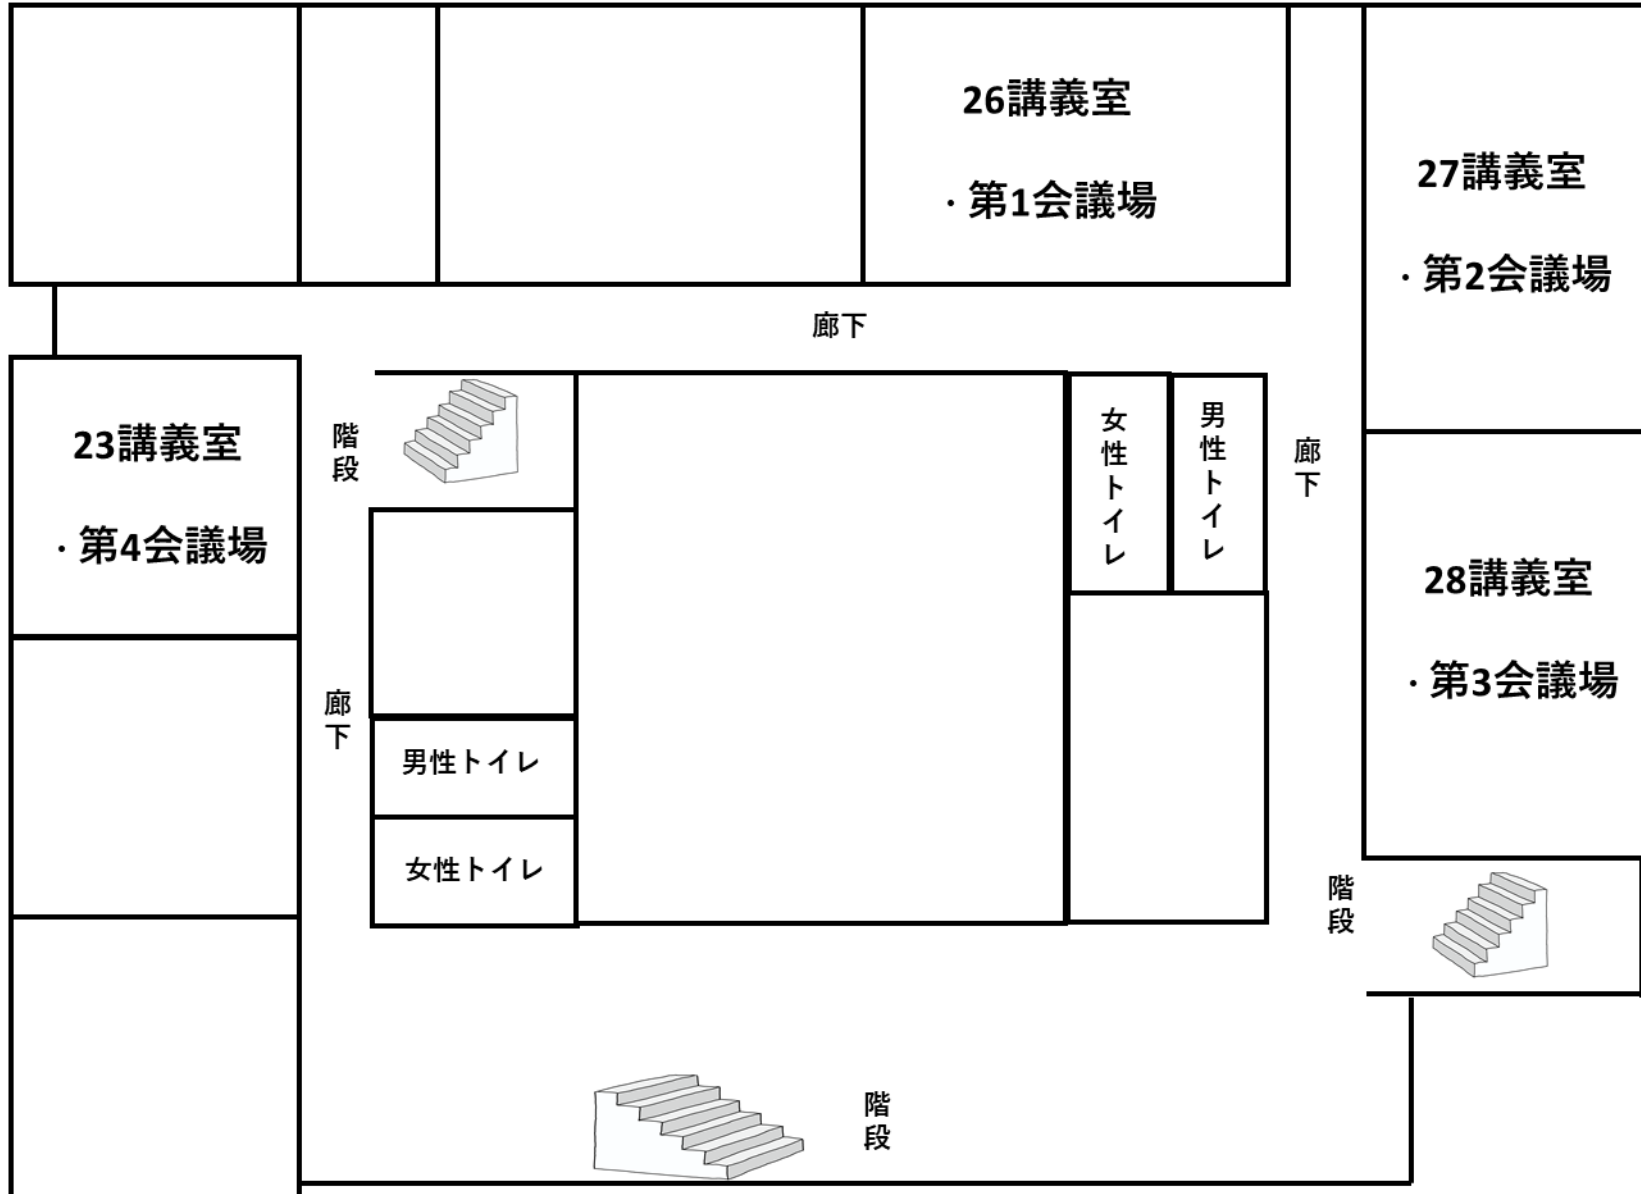 26講義室
・第1会議場
27講義室
・第2会議場
廊下
23講義室
・第4会議場
階段
女性トイレ
男性トイレ
廊下
28講義室
・第3会議場
廊下
男性トイレ
女性トイレ
階段
階段